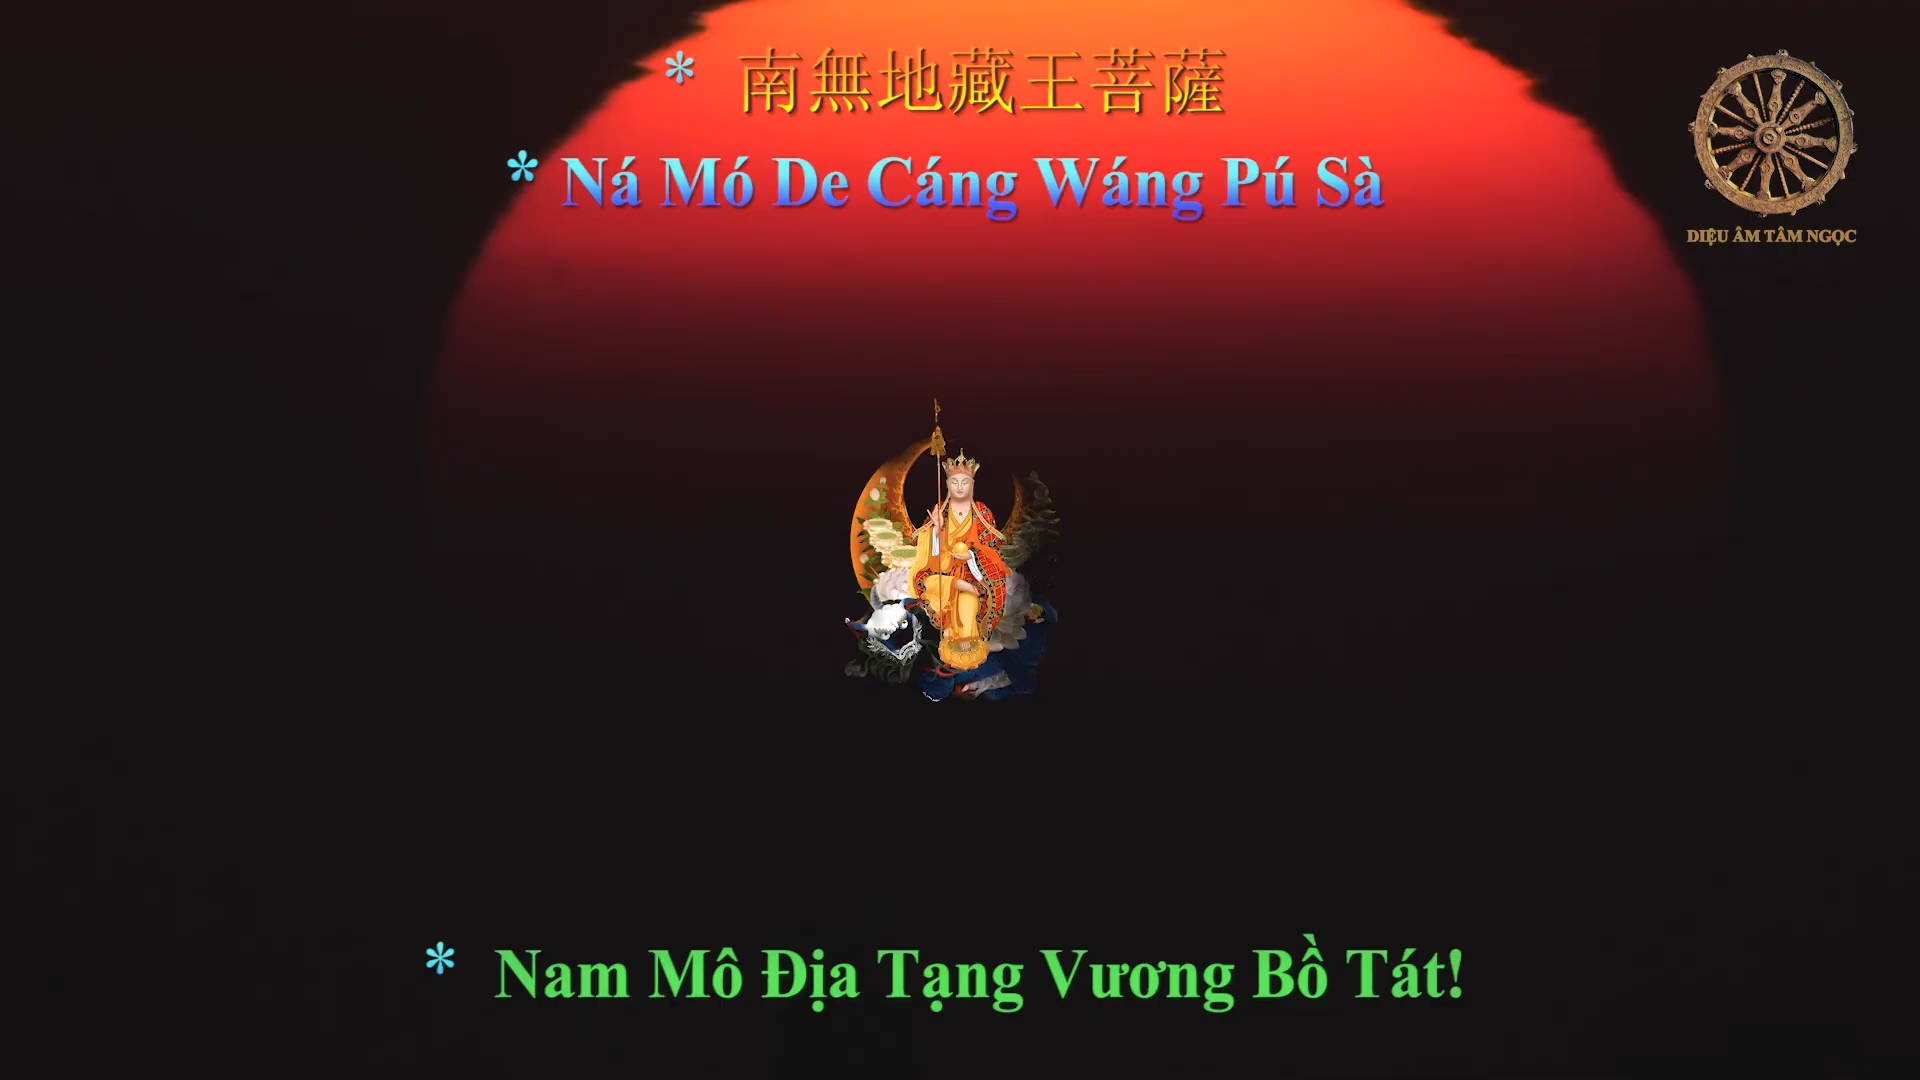 * 南無地藏王菩薩
* Ná Mó De Cáng Wáng Pú Sà
DIỆU ÂM TÂM NGỌC
* Nam Mô Địa Tạng Vương Bồ Tát!